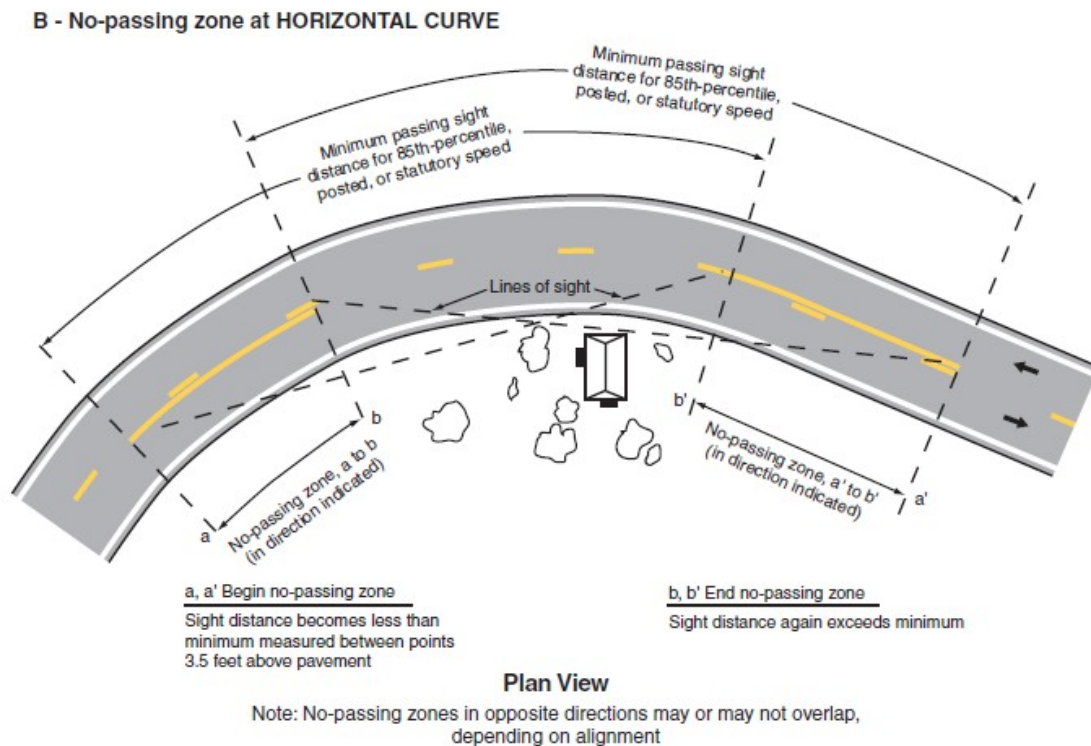 B - No-passing zone at HORIZONTAL CURVE
Minimum passing sight
distance for 85th-percentile,
posted, or statutory speed
Minimum passing sight
distance for 85th-percentile,
posted, or statutory speed
Lines of sight
b
b'
a
a'
No-passing zone, a to b
(in direction indicated)
No-passing zone, a' to b'
(in direction indicated)
a, a' Begin no-passing zone
Sight distance becomes less than
minimum measured between points
3.5 feet above pavement
b, b' End no-passing zone
Sight distance again exceeds minimum
Plan View
Note: No-passing zones in opposite directions may or may not overlap,
depending on alignment